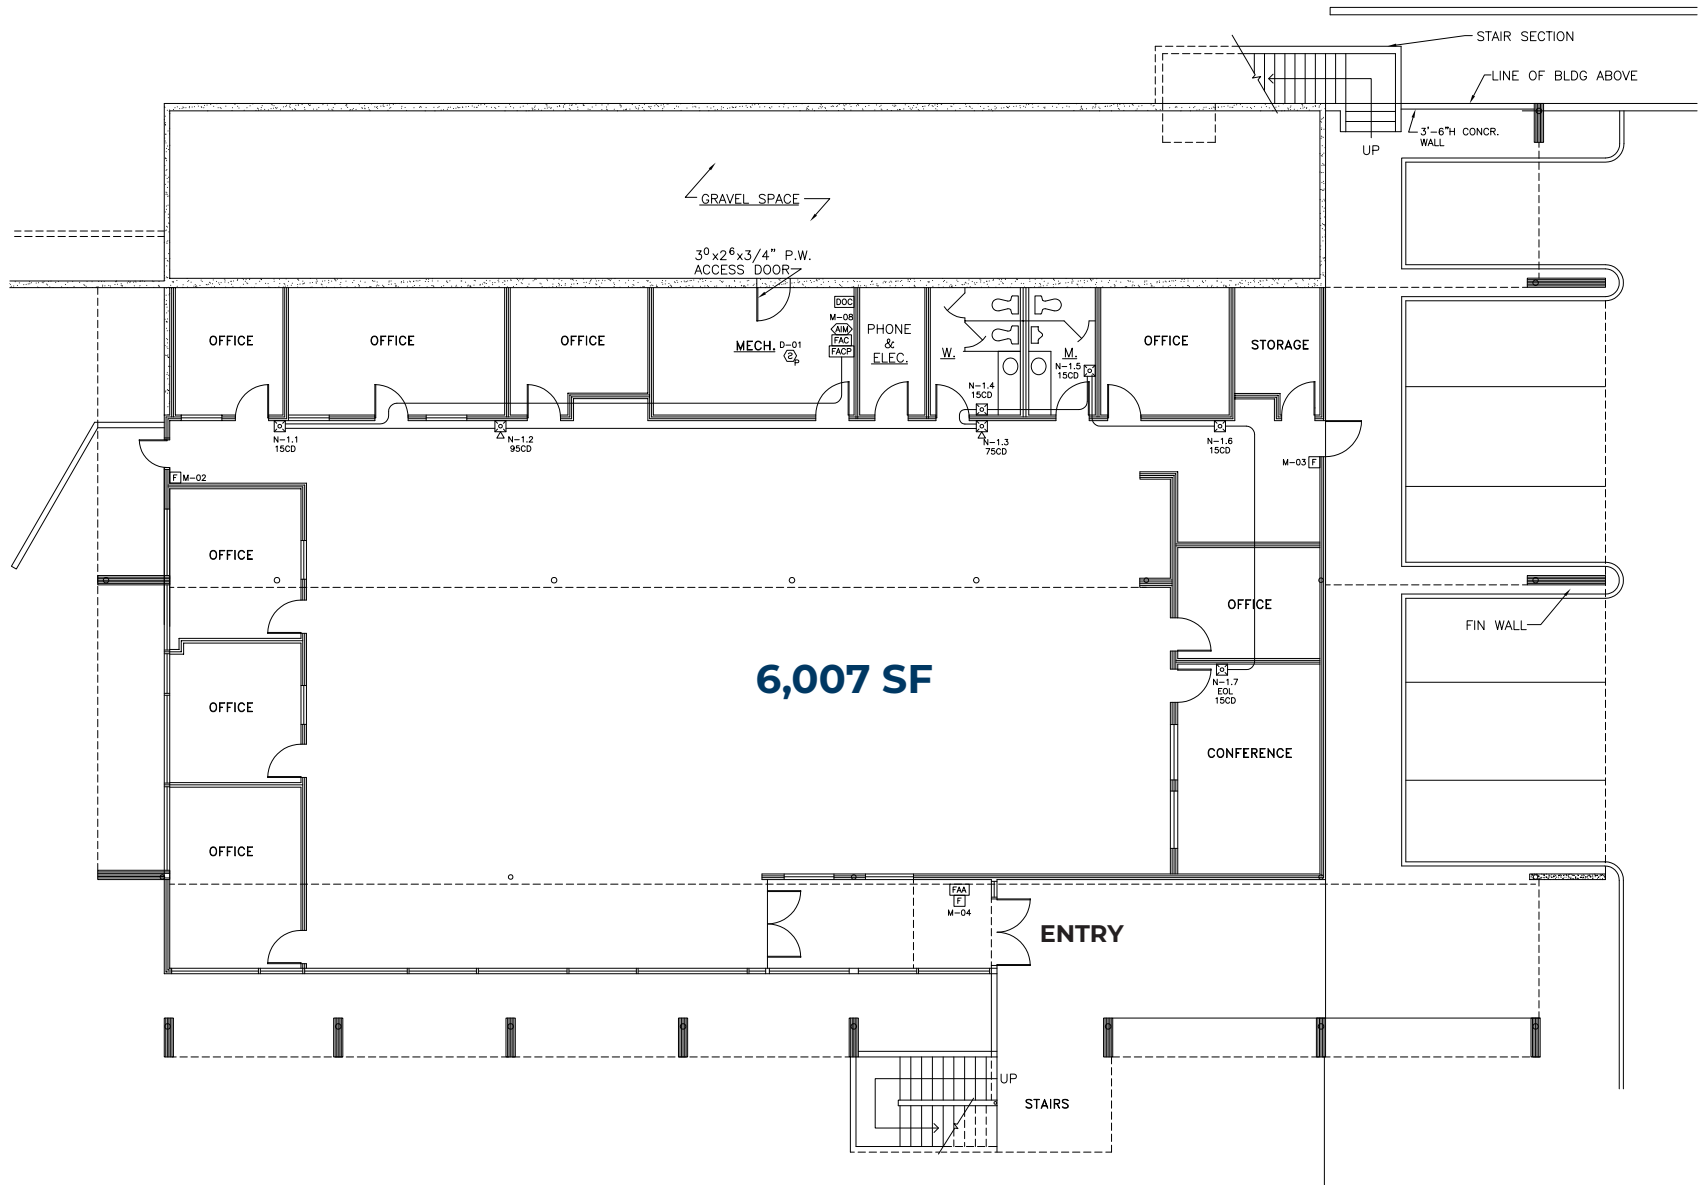 STAIR SECTION
LINE OF BLDG ABOVE
3'-6"H CONCR.
WALL
UP
GRAVEL SPACE
3⁰x2⁶x3/4" P.W.
ACCESS DOOR
OFFICE
OFFICE
OFFICE
MECH.
D-01
2
P
DOC
M-08
AIM
FAC
FACP
PHONE
&
ELEC.
W.
M.
OFFICE
STORAGE
N-1.5
15CD
N-1.4
15CD
N-1.1
15CD
N-1.2
95CD
N-1.3
75CD
N-1.6
15CD
M-03 F
F M-02
OFFICE
OFFICE
FIN WALL
6,007 SF
N-1.7
EOL
15CD
OFFICE
CONFERENCE
OFFICE
FAA
F
M-04
ENTRY
UP
STAIRS